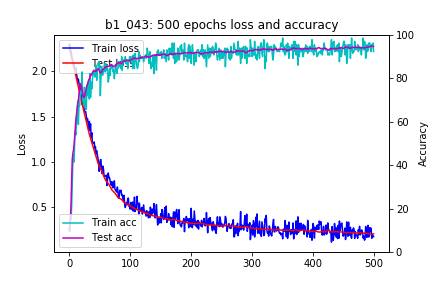 b1_043: 500 epochs loss and accuracy
Train loss
Test loss
2.0
1.5
1.0
0.5
Loss
100
80
60
40
20
0
Accuracy
Train acc
Test acc
0
100
200
300
400
500